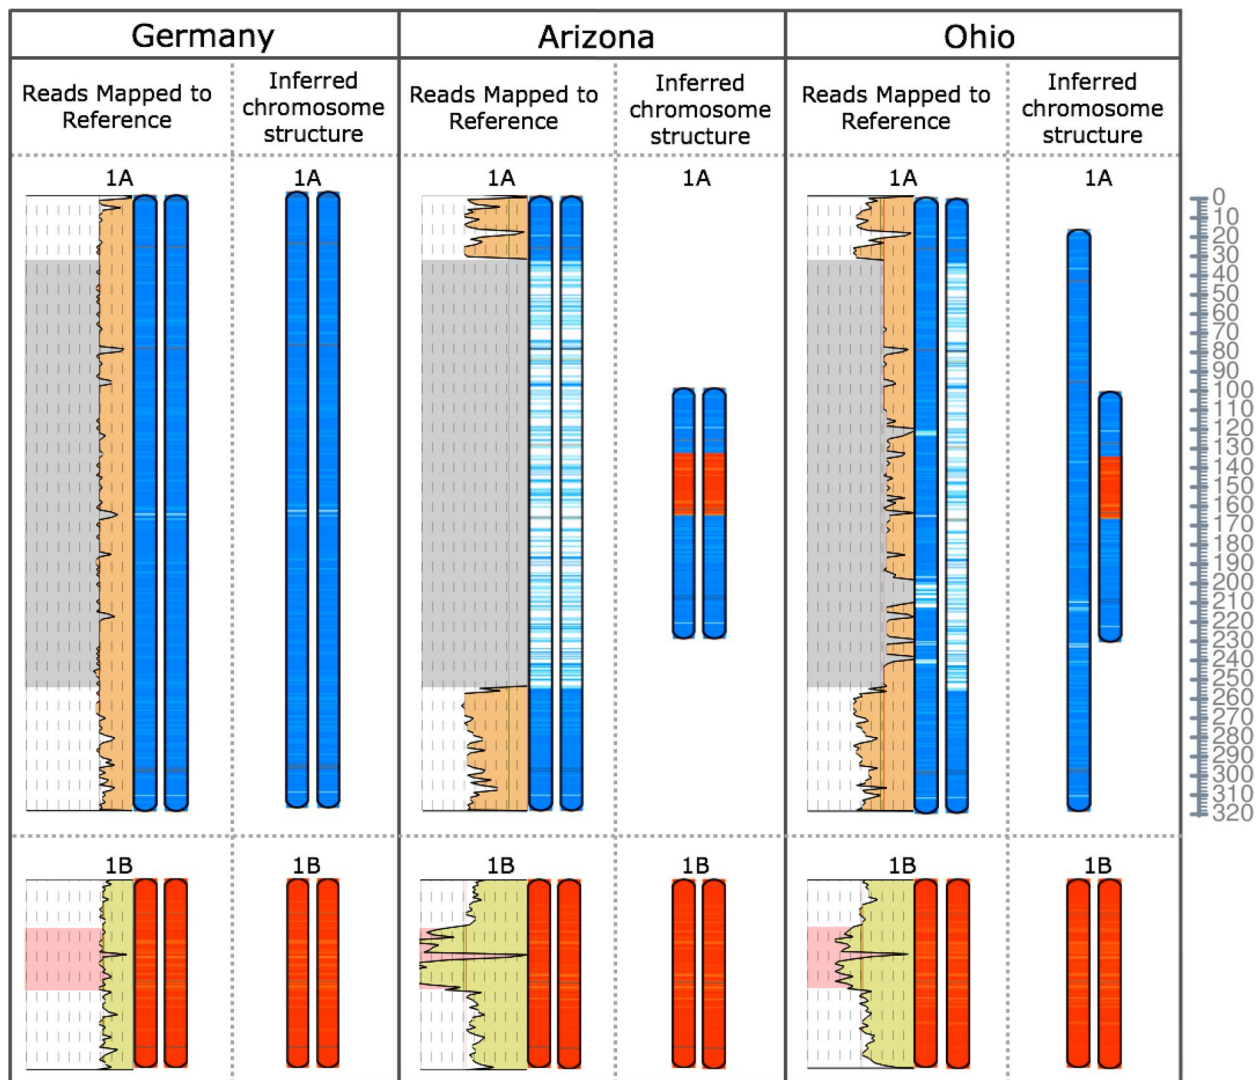 Germany
Arizona
Ohio
Reads Mapped to
Reference
Inferred
chromosome
structure
Reads Mapped to
Reference
Inferred
chromosome
structure
Reads Mapped to
Reference
Inferred
chromosome
structure
1A
1A
1A
1A
1A
1A
0
10
20
30
40
50
60
70
80
90
100
110
120
130
140
150
160
170
180
190
200
210
220
230
240
250
260
270
280
290
300
310
320
1B
1B
1B
1B
1B
1B